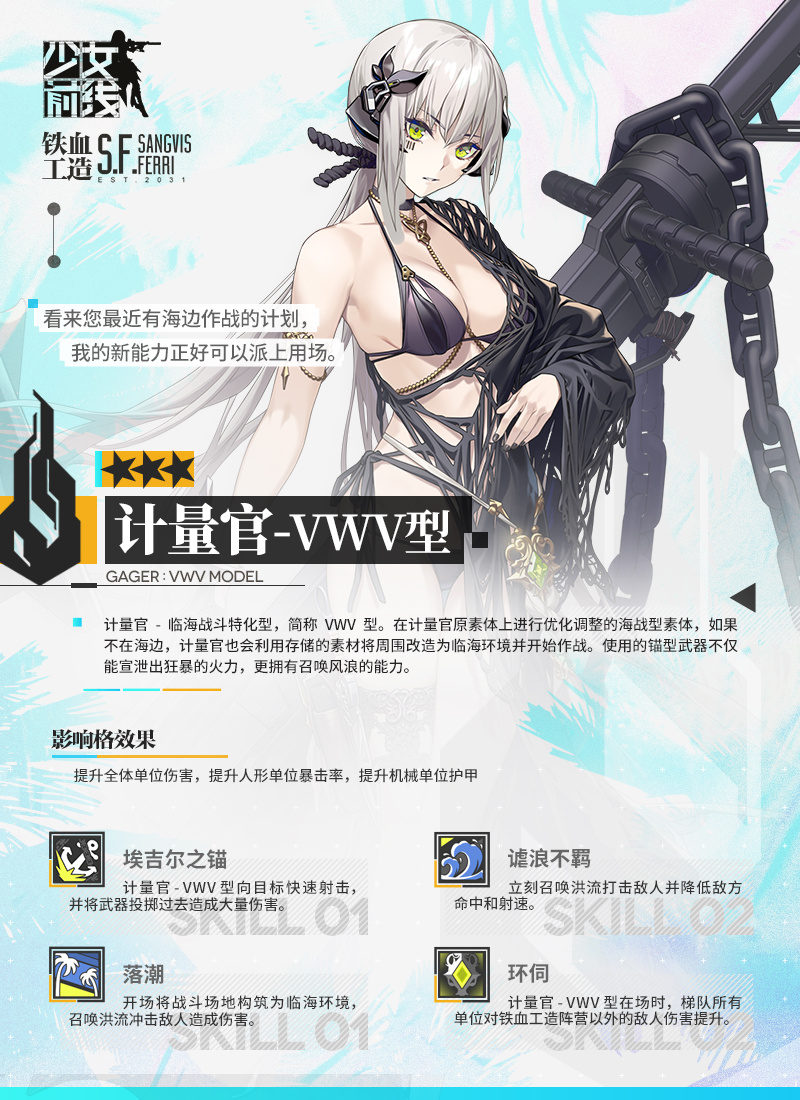 少女
前线
铁血
工造
S.F.
SANGVIS
FERRI
EST.2031
看来您最近有海边作战的计划，
我的新能力正好可以派上用场。
计量官-VWV型
GAGER : VWV MODEL
计量官 - 临海战斗特化型，简称 VWV 型。在计量官原素体上进行优化调整的海战型素体，如果
不在海边，计量官也会利用存储的素材将周围改造为临海环境并开始作战。使用的锚型武器不仅
能宣泄出狂暴的火力，更拥有召唤风浪的能力。
影响格效果
提升全体单位伤害，提升人形单位暴击率，提升机械单位护甲
埃吉尔之锚
计量官-VWV型向目标快速射击，
并将武器投掷过去造成大量伤害。
SKILL 01
谑浪不羁
立刻召唤洪流打击敌人并降低敌方
命中和射速。
SKILL 02
落潮
开场将战斗场地构筑为临海环境，
召唤洪流冲击敌人造成伤害。
SKILL 01
环伺
计量官-VWV型在场时，梯队所有
单位对铁血工造阵营以外的敌人伤害提升。
SKILL 02